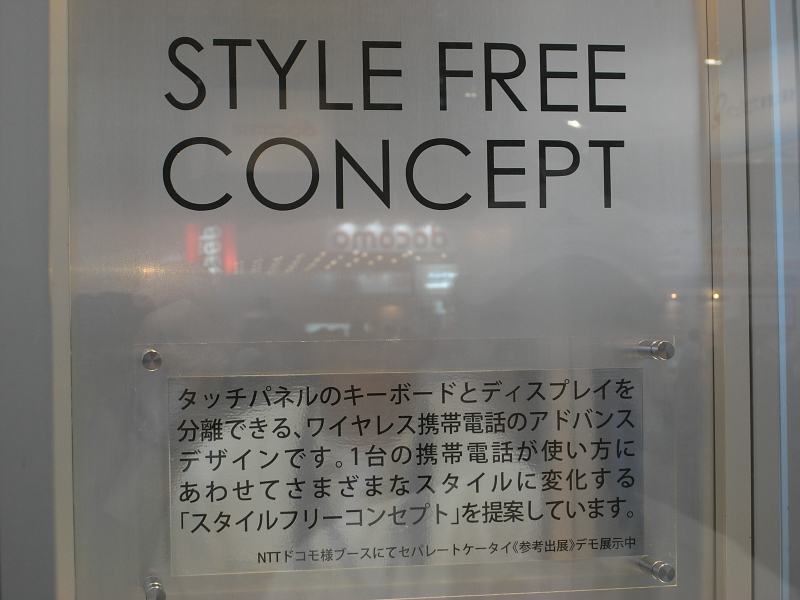 STYLE FREE
CONCEPT
docomo
タッチパネルのキーボードとディスプレイを
分離できる、ワイヤレス携帯電話のアドバンス
デザインです。1台の携帯電話が使い方に
あわせてさまざまなスタイルに変化する
「スタイルフリーコンセプト」を提案しています。
NTTドコモ様ブースにてセパレートケータイ《参考出展》デモ展示中